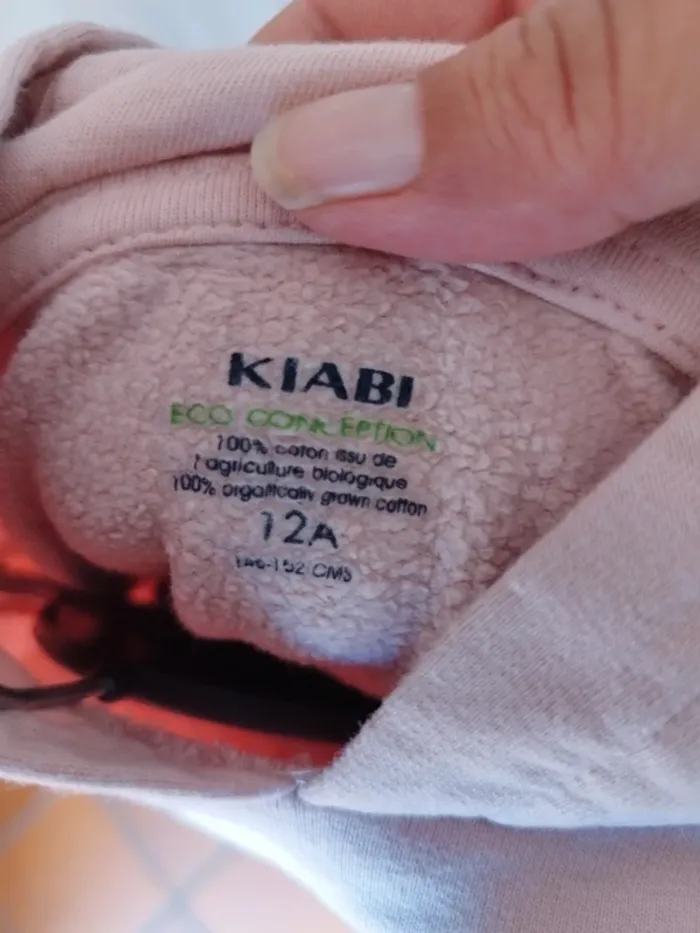 KIABI
ECO CONCEPTION
100% coton issu de
l'agriculture biologique
100% organically grown cotton
12A
146-152 CMS